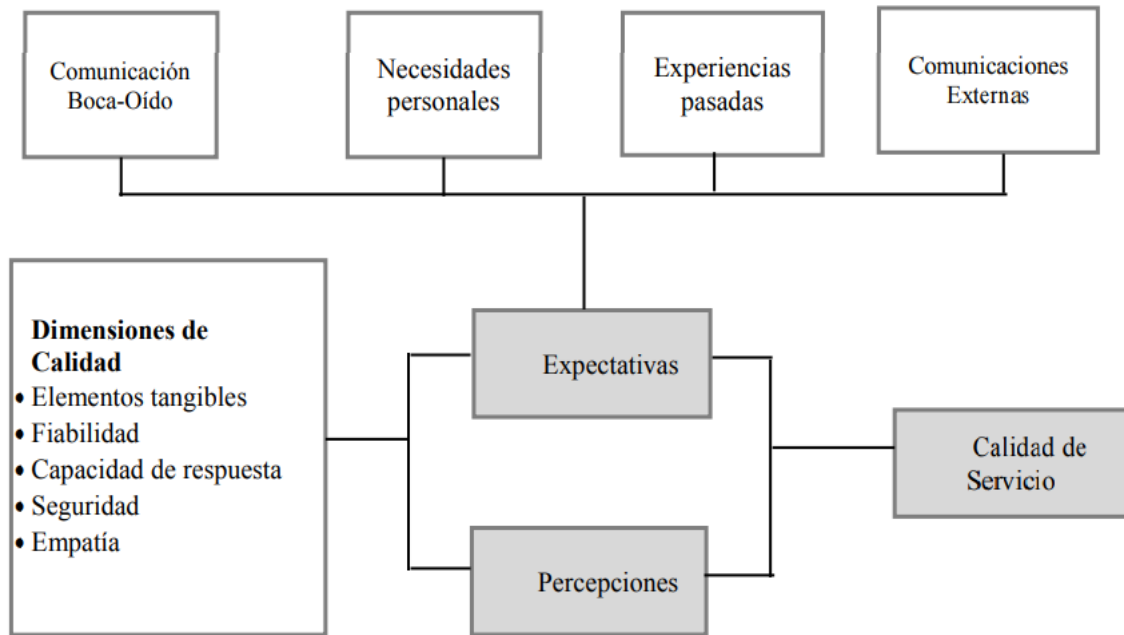 Comunicación
Boca-Oído
Necesidades
personales
Experiencias
pasadas
Comunicaciones
Externas
Dimensiones de
Calidad
• Elementos tangibles
• Fiabilidad
• Capacidad de respuesta
• Seguridad
• Empatía
Expectativas
Percepciones
Calidad de
Servicio